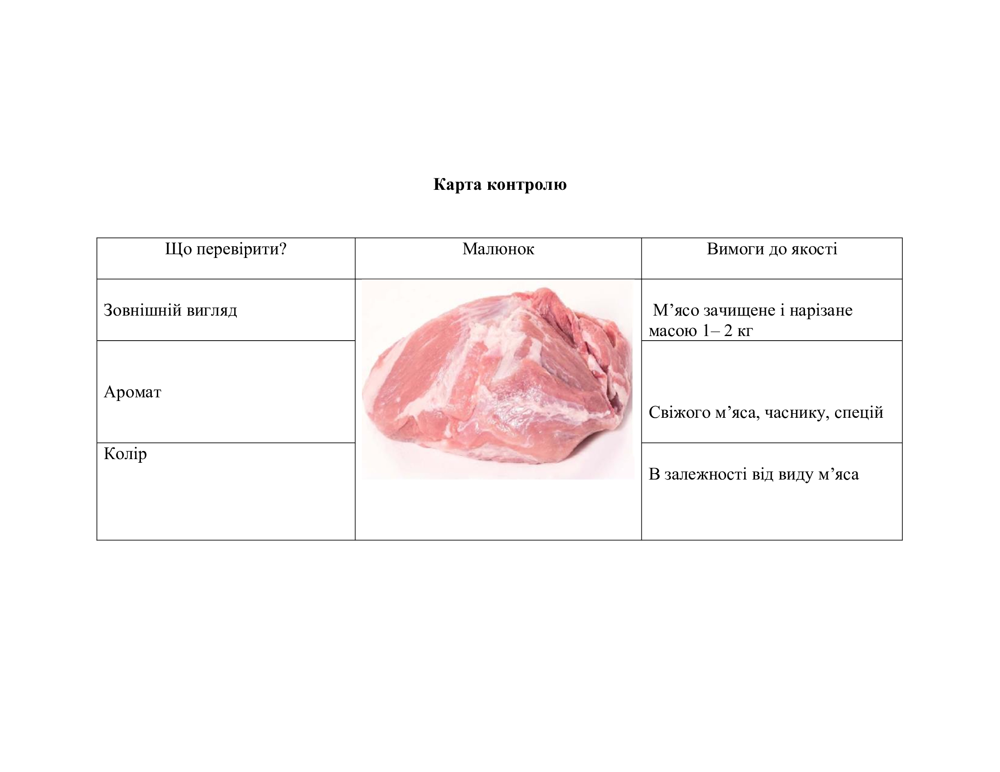 Карта контролю
Що перевірити?
Малюнок
Вимоги до якості
Зовнішній вигляд
М’ясо зачищене і нарізане
масою 1– 2 кг
Аромат
Свіжого м’яса, часнику, спецій
Колір
В залежності від виду м’яса